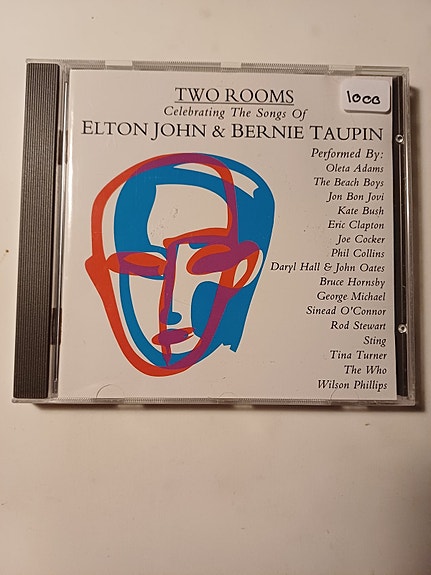 TWO ROOMS
Celebrating The Songs Of
ELTON JOHN & BERNIE TAUPIN
Performed By:
Oleta Adams
The Beach Boys
Jon Bon Jovi
Kate Bush
Eric Clapton
Joe Cocker
Phil Collins
Daryl Hall & John Oates
Bruce Hornsby
George Michael
Sinead O'Connor
Rod Stewart
Sting
Tina Turner
The Who
Wilson Phillips